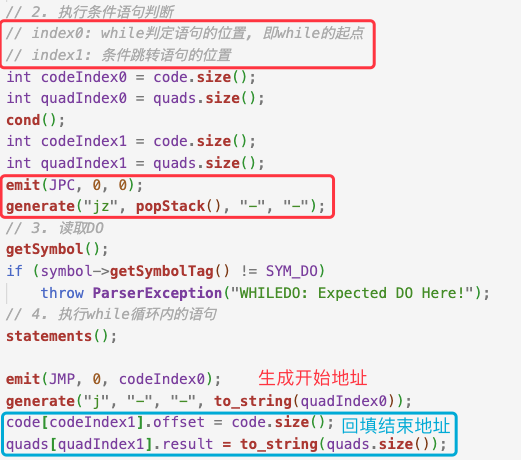 // 2. 执行条件语句判断
// index0: while判定语句的位置, 即while的起点
// index1: 条件跳转语句的位置
int codeIndex0 = code.size();
int quadIndex0 = quads.size();
cond();
int codeIndex1 = code.size();
int quadIndex1 = quads.size();
emit(JPC, 0, 0);
generate("jz", popStack(), "-", "-");
// 3. 读取DO
getSymbol();
if (symbol->getSymbolTag() != SYM_DO)
    throw ParserException("WHILEDO: Expected DO Here!");
// 4. 执行while循环内的语句
statements();
emit(JMP, 0, codeIndex0); 生成开始地址
generate("j", "-", "-", to_string(quadIndex0));
code[codeIndex1].offset = code.size(); 回填结束地址
quads[quadIndex1].result = to_string(quads.size());